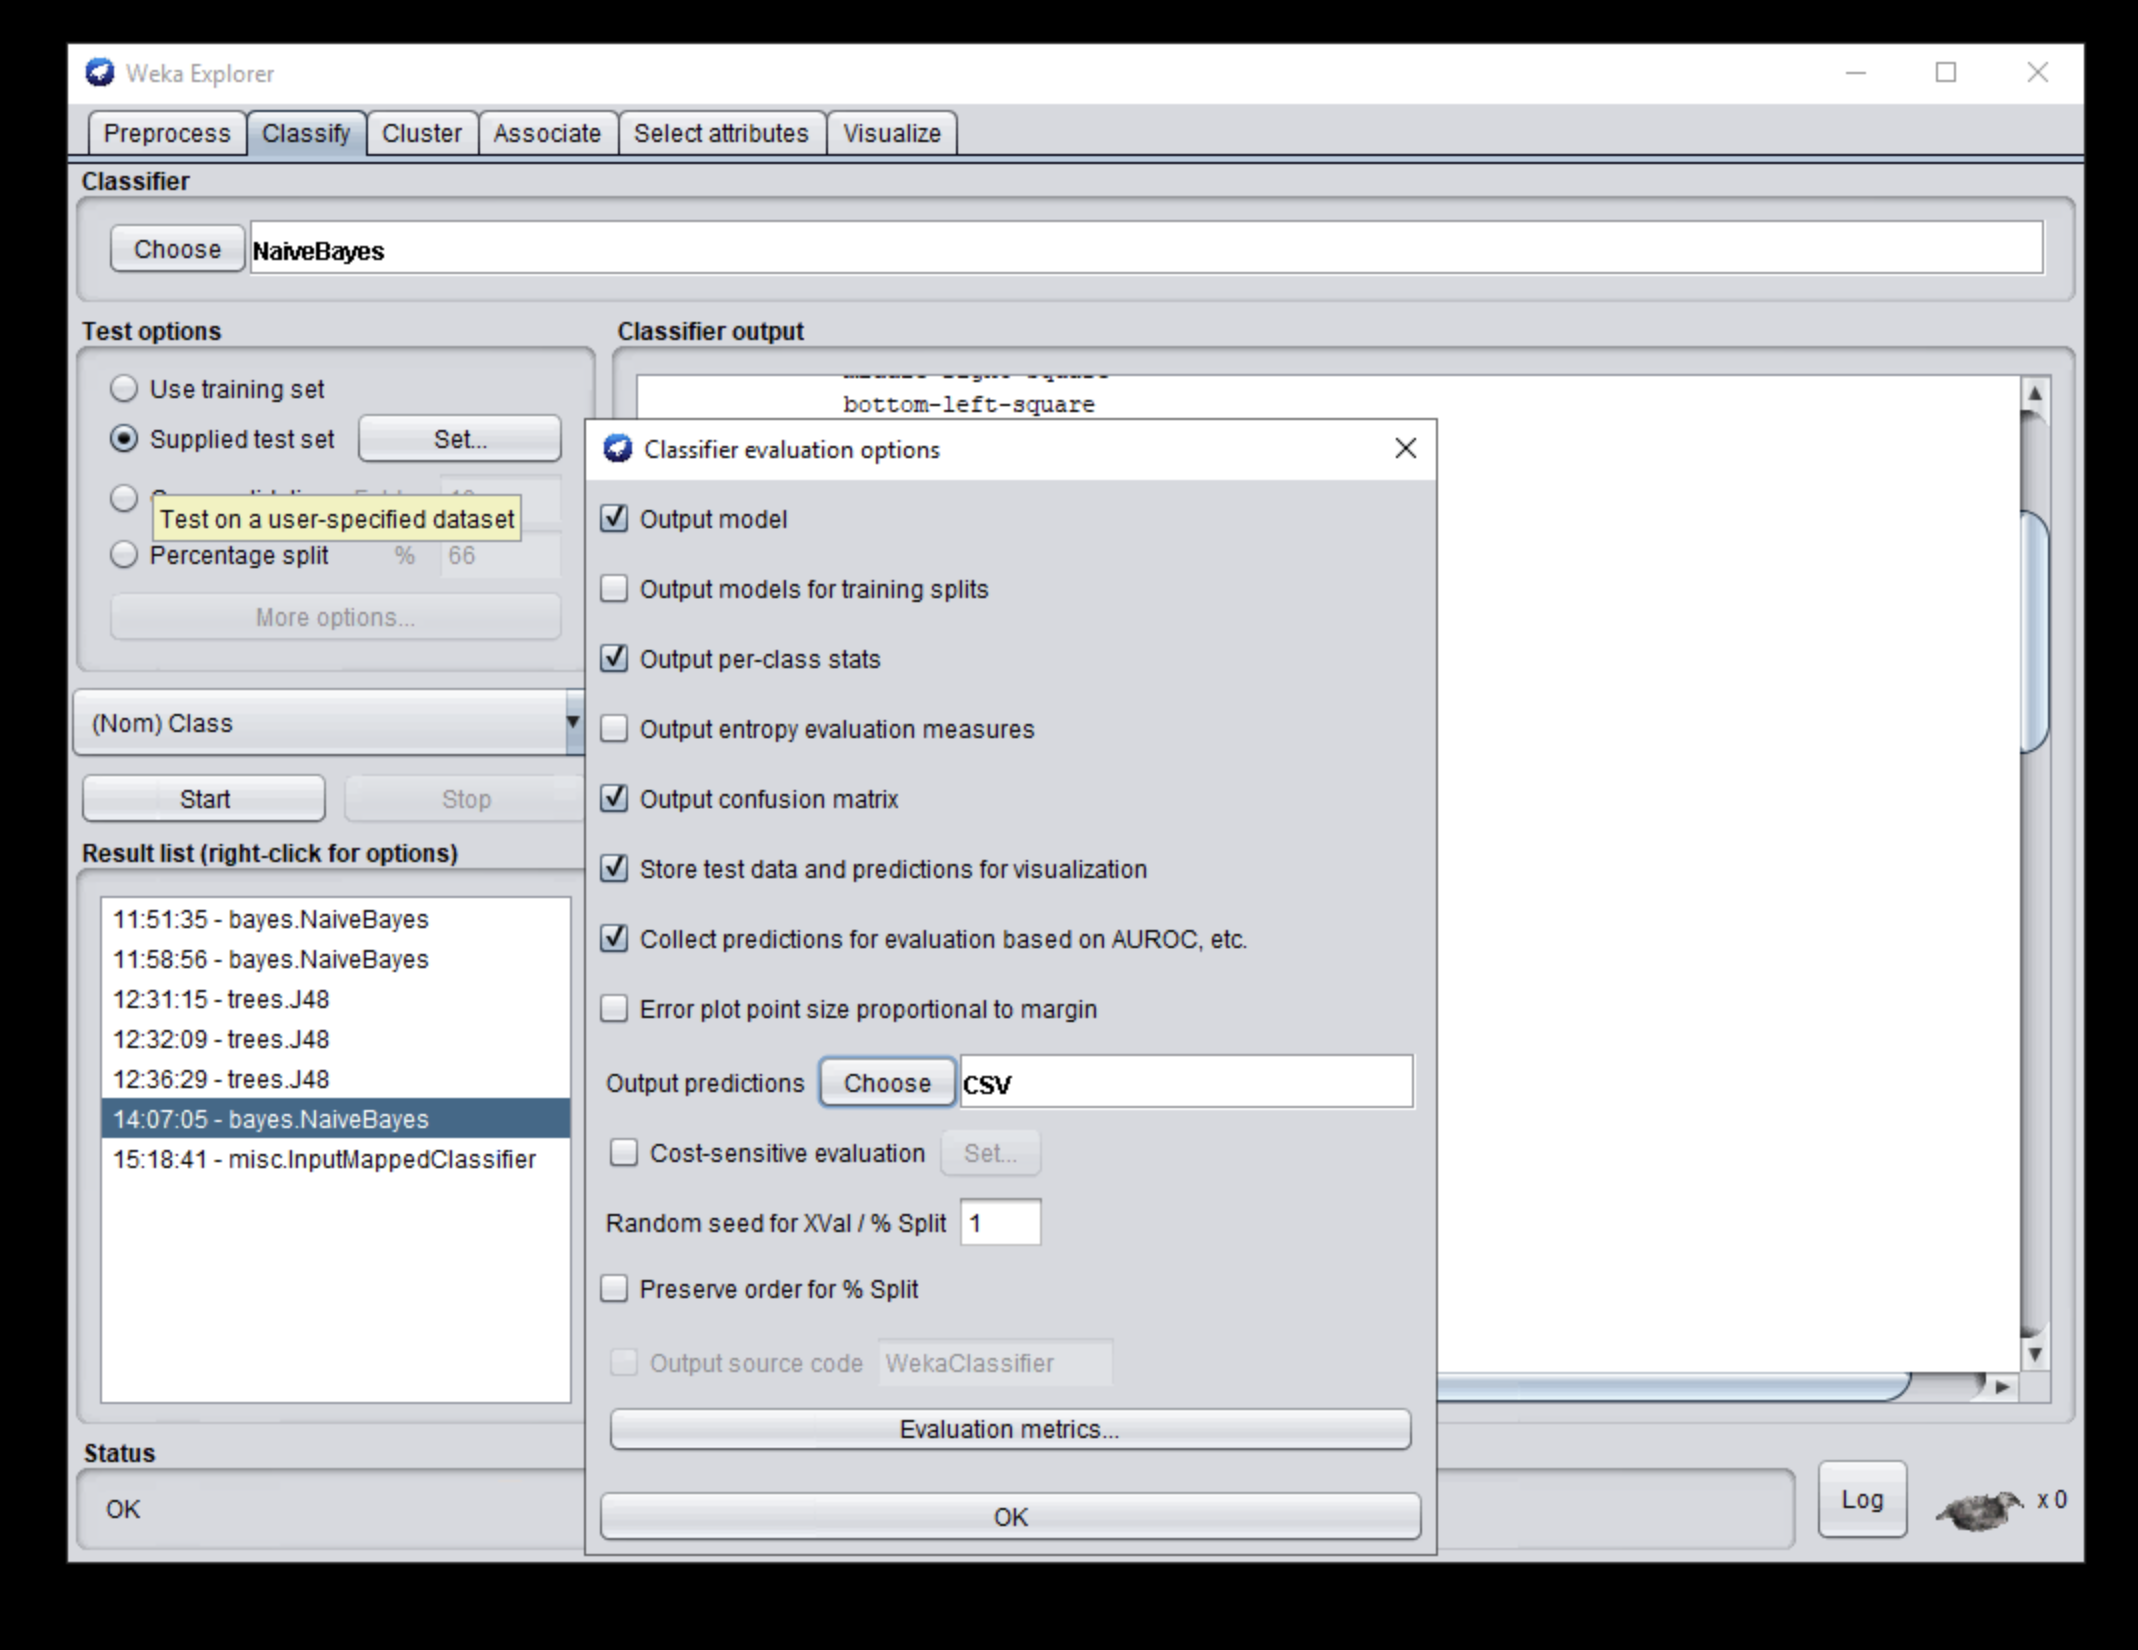 Weka Explorer
Preprocess Classify Cluster Associate Select attributes Visualize
Classifier
Choose NaiveBayes
Test options
Use training set
Supplied test set Set...
Test on a user-specified dataset
Percentage split % 66
More options...
(Nom) Class
Start Stop
Result list (right-click for options)
11:51:35 - bayes.NaiveBayes
11:58:56 - bayes.NaiveBayes
12:31:15 - trees.J48
12:32:09 - trees.J48
12:36:29 - trees.J48
14:07:05 - bayes.NaiveBayes
15:18:41 - misc.InputMappedClassifier
Classifier output
bottom-left-square
Classifier evaluation options
Output model
Output models for training splits
Output per-class stats
Output entropy evaluation measures
Output confusion matrix
Store test data and predictions for visualization
Collect predictions for evaluation based on AUROC, etc.
Error plot point size proportional to margin
Output predictions Choose CSV
Cost-sensitive evaluation Set...
Random seed for XVal / % Split 1
Preserve order for % Split
Output source code WekaClassifier
Evaluation metrics...
OK
Status
OK
Log x 0